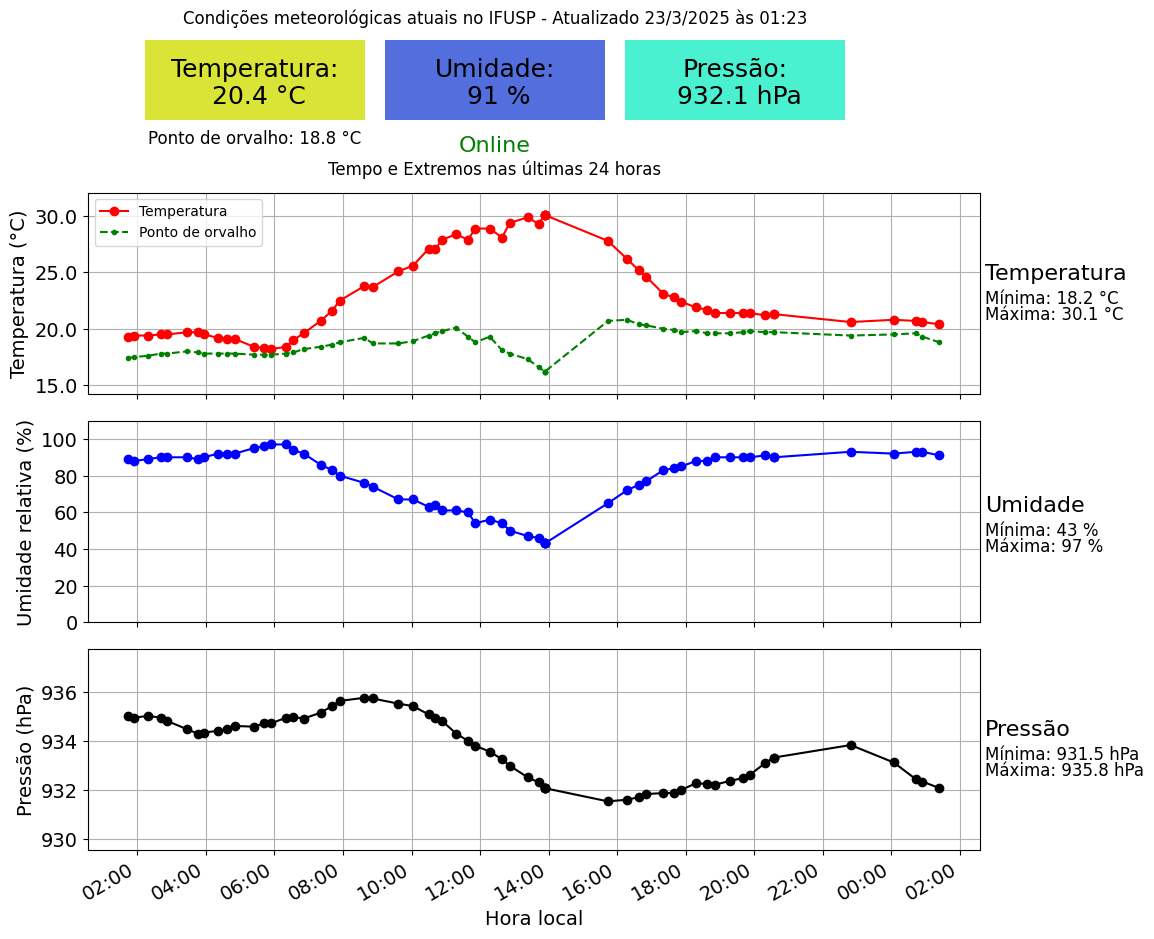 Condições meteorológicas atuais no IFUSP - Atualizado 23/3/2025 às 01:23
Temperatura:
20.4 °C
Umidade:
91 %
Pressão:
932.1 hPa
Ponto de orvalho: 18.8 °C
Online
Tempo e Extremos nas últimas 24 horas
Temperatura (°C)
30.0
25.0
20.0
15.0
Temperatura
Ponto de orvalho
Temperatura
Mínima: 18.2 °C
Máxima: 30.1 °C
Umidade relativa (%)
100
80
60
40
20
0
Umidade
Mínima: 43 %
Máxima: 97 %
Pressão (hPa)
936
934
932
930
Pressão
Mínima: 931.5 hPa
Máxima: 935.8 hPa
02:00
04:00
06:00
08:00
10:00
12:00
14:00
16:00
18:00
20:00
22:00
00:00
02:00
Hora local